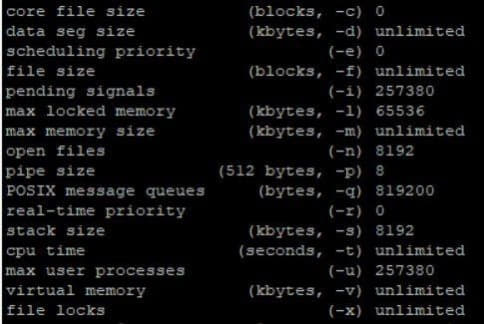 core file size (blocks, -c) 0
data seg size (kbytes, -d) unlimited
scheduling priority (-e) 0
file size (blocks, -f) unlimited
pending signals (-i) 257380
max locked memory (kbytes, -l) 65536
max memory size (kbytes, -m) unlimited
open files (-n) 8192
pipe size (512 bytes, -p) 8
POSIX message queues (bytes, -q) 819200
real-time priority (-r) 0
stack size (kbytes, -s) 8192
cpu time (seconds, -t) unlimited
max user processes (-u) 257380
virtual memory (kbytes, -v) unlimited
file locks (-x) unlimited